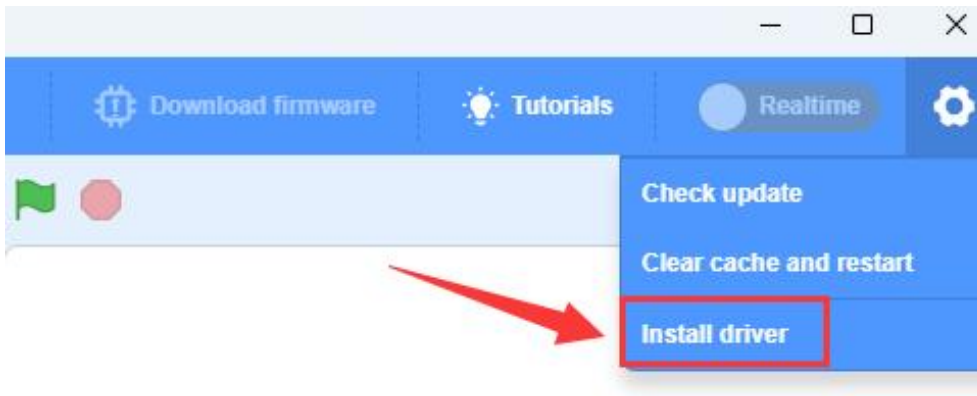 Download firmware
Tutorials
Realtime
Check update
Clear cache and restart
Install driver